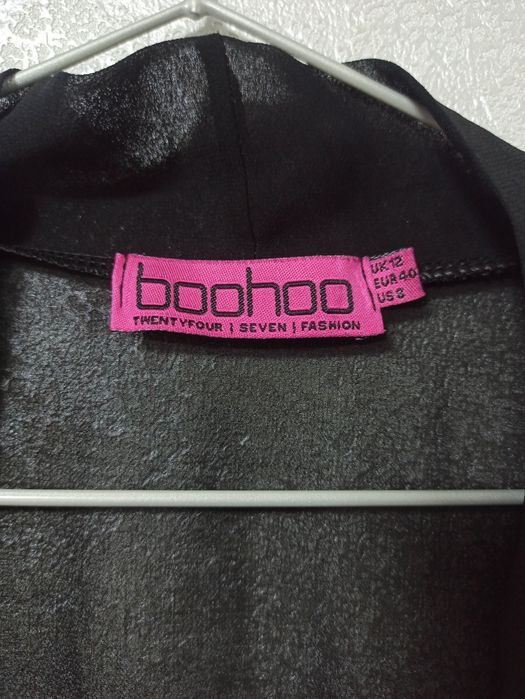 boohoo
TWENTYFOUR | SEVEN | FASHION
UK 12
EUR 40
US 8